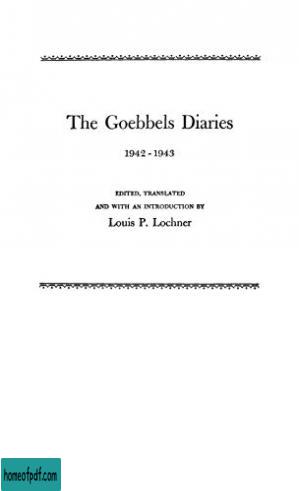 The Goebbels Diaries
1942-1943
EDITED, TRANSLATED
AND WITH AN INTRODUCTION BY
Louis P. Lochner
homeofpdf.com